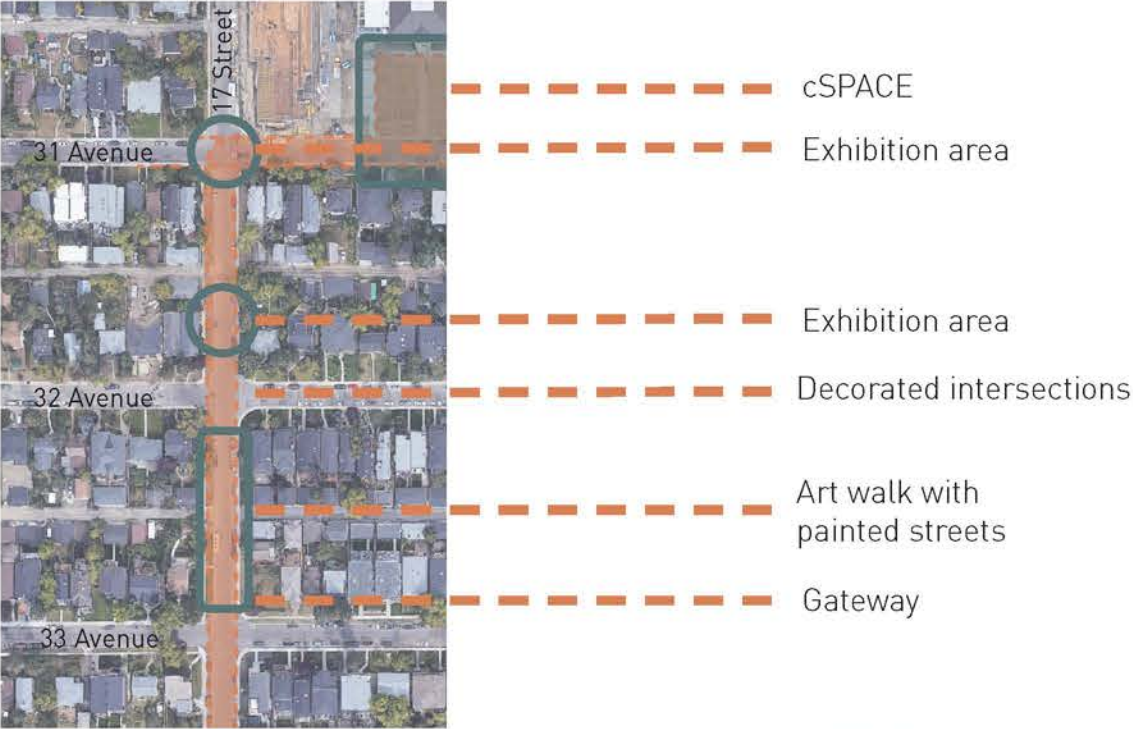 17 Street
cSPACE
31 Avenue
Exhibition area
Exhibition area
32 Avenue
Decorated intersections
Art walk with
painted streets
Gateway
33 Avenue